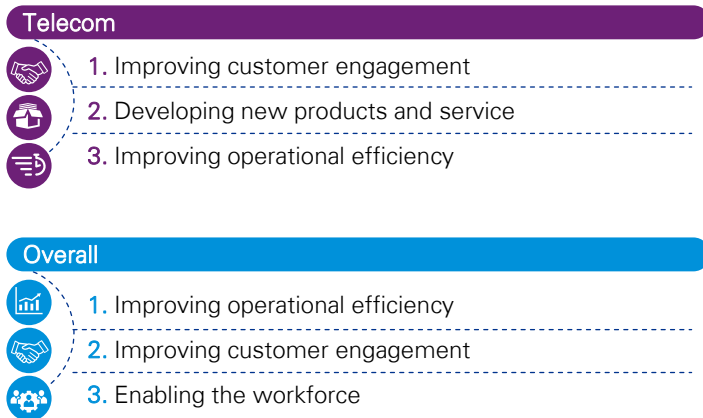 Telecom
1. Improving customer engagement
2. Developing new products and service
3. Improving operational efficiency
Overall
1. Improving operational efficiency
2. Improving customer engagement
3. Enabling the workforce